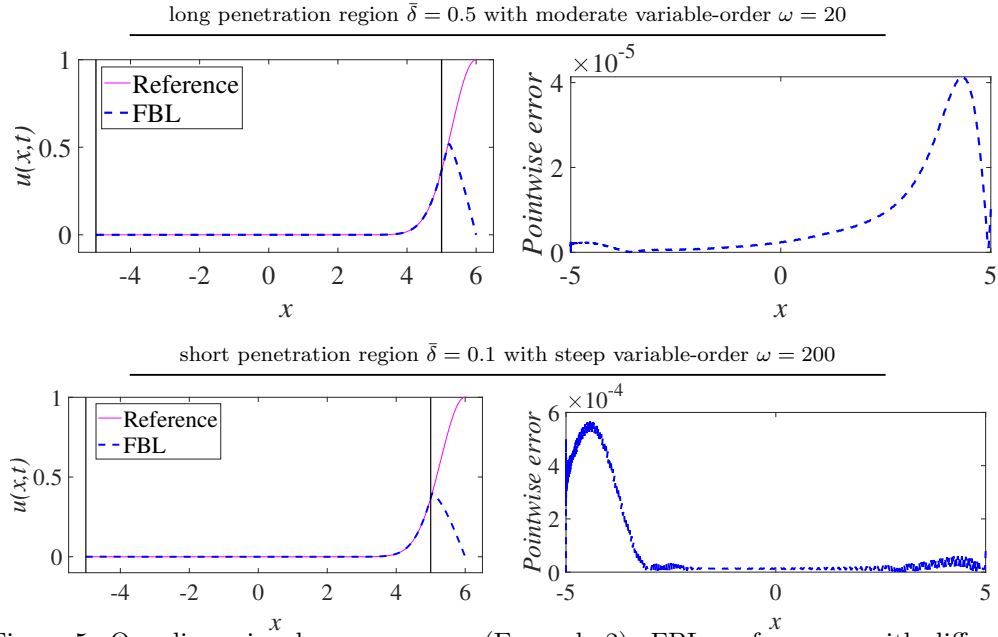 long penetration region δ̄ = 0.5 with moderate variable-order ω = 20
1
0.5
0
u(x,t)
Reference
FBL
-4 -2 0 2 4 6
x
×10⁻⁵
4
2
0
Pointwise error
-5 0 5
x
short penetration region δ̄ = 0.1 with steep variable-order ω = 200
1
0.5
0
u(x,t)
Reference
FBL
-4 -2 0 2 4 6
x
×10⁻⁴
6
4
2
0
Pointwise error
-5 0 5
x